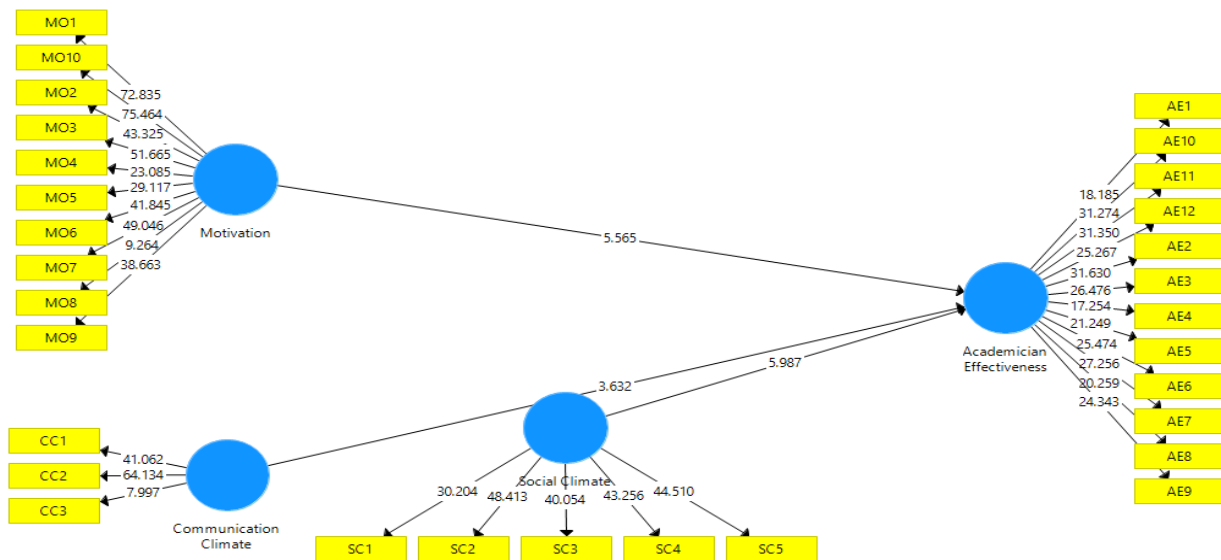 MO1
MO10
MO2
MO3
MO4
MO5
MO6
MO7
MO8
MO9
72.835
75.464
43.325
51.665
23.085
29.117
41.845
49.046
9.264
38.663
Motivation
5.565
AE1
AE10
AE11
AE12
AE2
AE3
AE4
AE5
AE6
AE7
AE8
AE9
18.185
31.274
31.350
25.267
31.630
26.476
17.254
21.249
25.474
27.256
20.259
24.343
Academician
Effectiveness
5.987
3.632
CC1
CC2
CC3
41.062
64.134
7.997
Communication
Climate
Social Climate
30.204
48.413
40.054
43.256
44.510
SC1
SC2
SC3
SC4
SC5